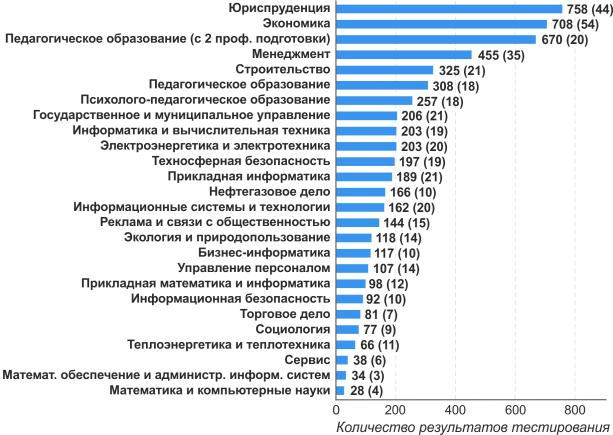 Юриспруденция 758 (44)
Экономика 708 (54)
Педагогическое образование (с 2 проф. подготовки) 670 (20)
Менеджмент 455 (35)
Строительство 325 (21)
Педагогическое образование 308 (18)
Психолого-педагогическое образование 257 (18)
Государственное и муниципальное управление 206 (21)
Информатика и вычислительная техника 203 (19)
Электроэнергетика и электротехника 203 (20)
Техносферная безопасность 197 (19)
Прикладная информатика 189 (21)
Нефтегазовое дело 166 (10)
Информационные системы и технологии 162 (20)
Реклама и связи с общественностью 144 (15)
Экология и природопользование 118 (14)
Бизнес-информатика 117 (10)
Управление персоналом 107 (14)
Прикладная математика и информатика 98 (12)
Информационная безопасность 92 (10)
Торговое дело 81 (7)
Социология 77 (9)
Теплоэнергетика и теплотехника 66 (11)
Сервис 38 (6)
Математ. обеспечение и администр. информ. систем 34 (3)
Математика и компьютерные науки 28 (4)
0 200 400 600 800
Количество результатов тестирования